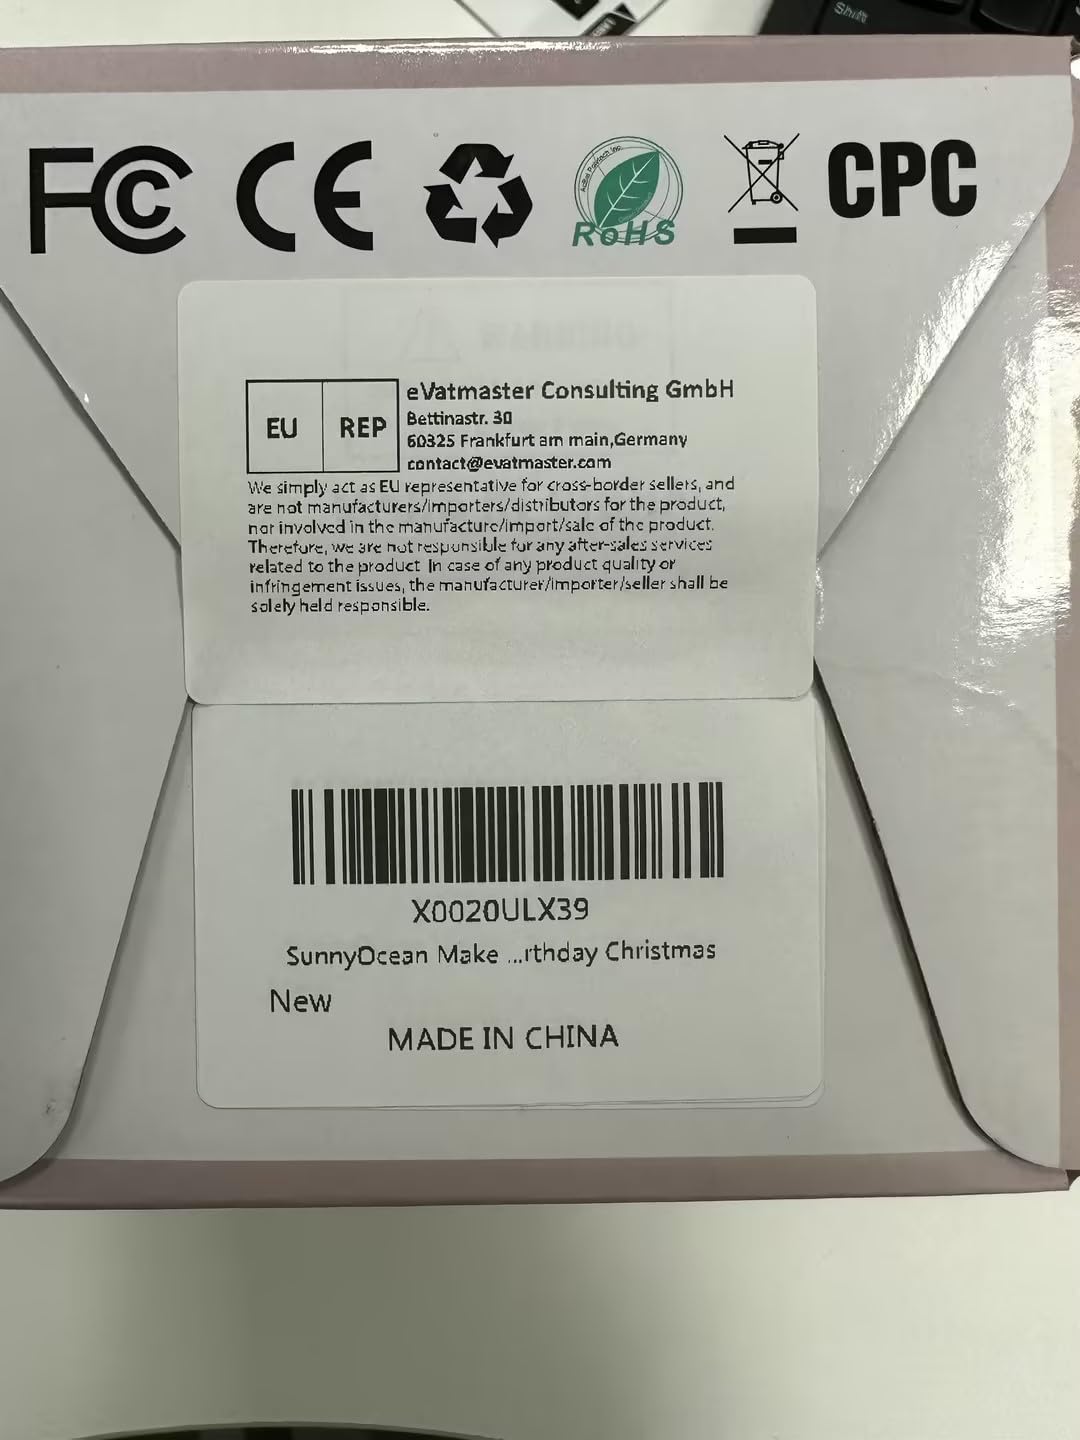 Shift
FC CE RoHS CPC
EU REP
eVatmaster Consulting GmbH
Bettinastr. 30
60325 Frankfurt am main,Germany
contact@evatmaster.com
We simply act as EU representative for cross-border sellers, and
are not manufacturers/importers/distributors for the product,
nor involved in the manufacture/import/sale of the product.
Therefore, we are not responsible for any after-sales services
related to the product. In case of any product quality or
infringement issues, the manufacturer/importer/seller shall be
solely held responsible.
X0020ULX39
SunnyOcean Make ...rthday Christmas
New
MADE IN CHINA